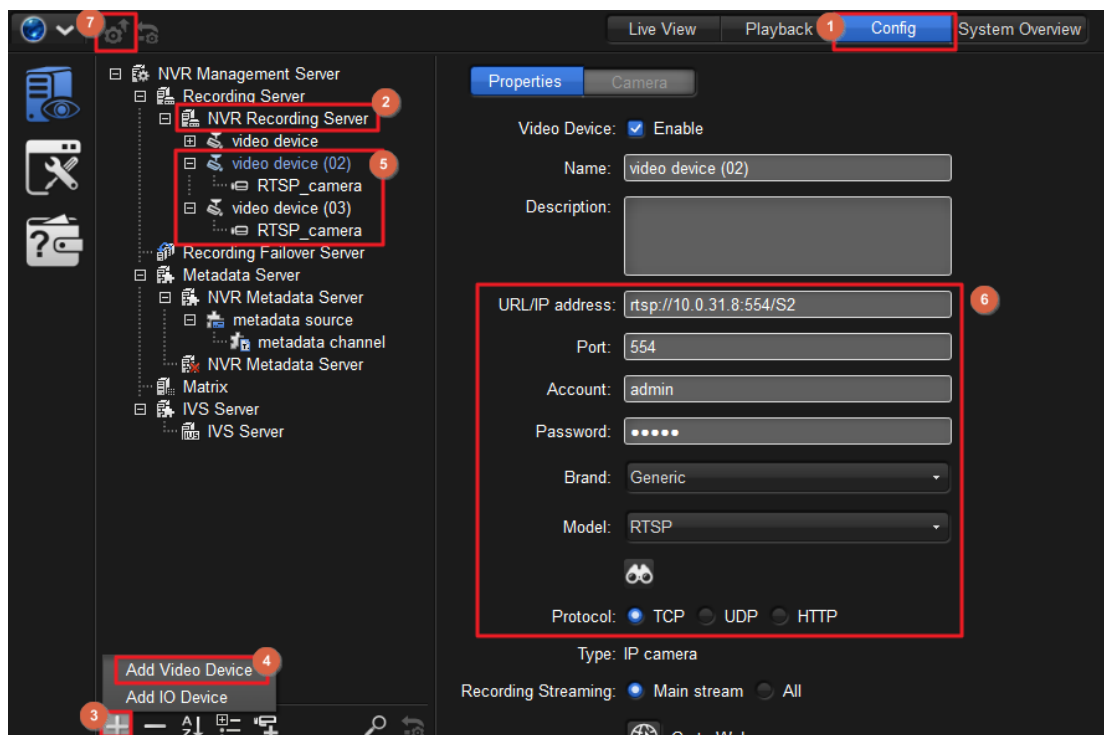 7
Live View Playback 1 Config System Overview
NVR Management Server
Recording Server
2
NVR Recording Server
video device
video device (02) 5
RTSP_camera
video device (03)
RTSP_camera
Recording Failover Server
Metadata Server
NVR Metadata Server
metadata source
metadata channel
NVR Metadata Server
Matrix
IVS Server
IVS Server
Add Video Device 4
Add IO Device
3
Properties Camera
Video Device: Enable
Name: video device (02)
Description:
URL/IP address: rtsp://10.0.31.8:554/S2 6
Port: 554
Account: admin
Password: •••••
Brand: Generic
Model: RTSP
Protocol: TCP UDP HTTP
Type: IP camera
Recording Streaming: Main stream All